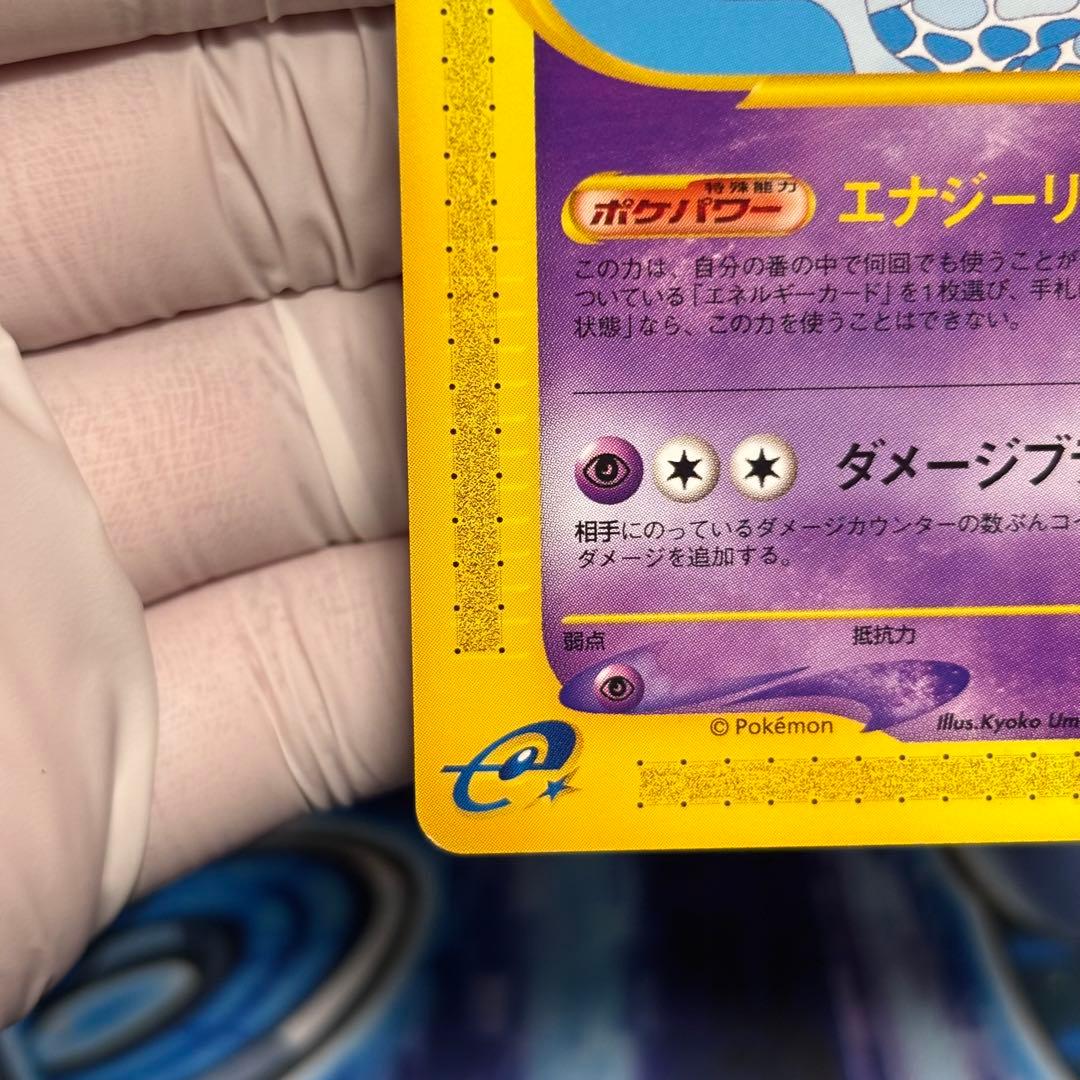 特殊能力
ポケパワー エナジーリ
この力は、自分の番の中で何回でも使うことが
ついている「エネルギーカード」を1枚選び、手札
状態」なら、この力を使うことはできない。
ダメージブ
相手にのっているダメージカウンターの数ぶんコイ
ダメージを追加する。
弱点 抵抗力
© Pokémon Illus.Kyoko Um
e